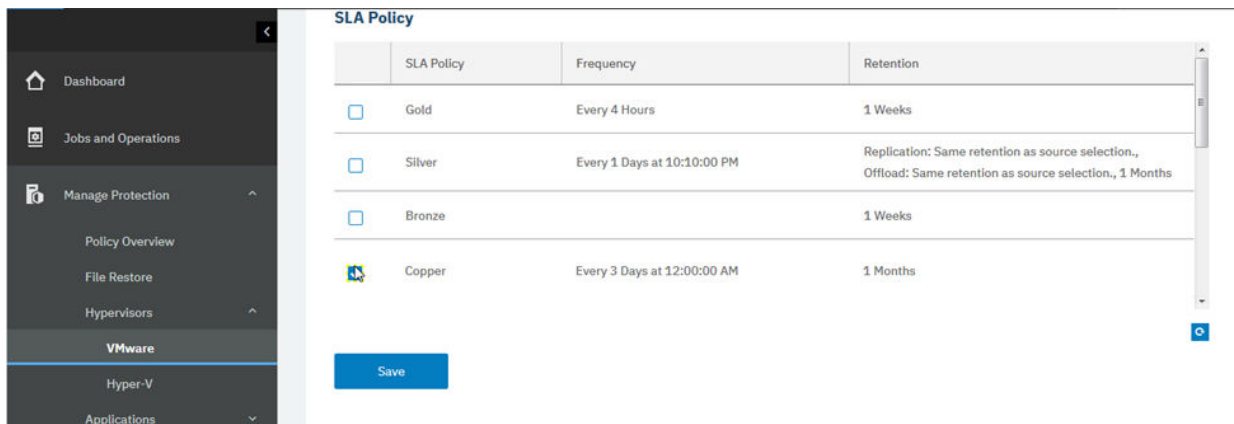 SLA Policy
SLA Policy Frequency Retention
Dashboard
Gold Every 4 Hours 1 Weeks
Jobs and Operations
Silver Every 1 Days at 10:10:00 PM Replication: Same retention as source selection.,
Offload: Same retention as source selection., 1 Months
Manage Protection
Bronze 1 Weeks
Policy Overview
File Restore
Copper Every 3 Days at 12:00:00 AM 1 Months
Hypervisors
VMware
Save
Hyper-V
Applications